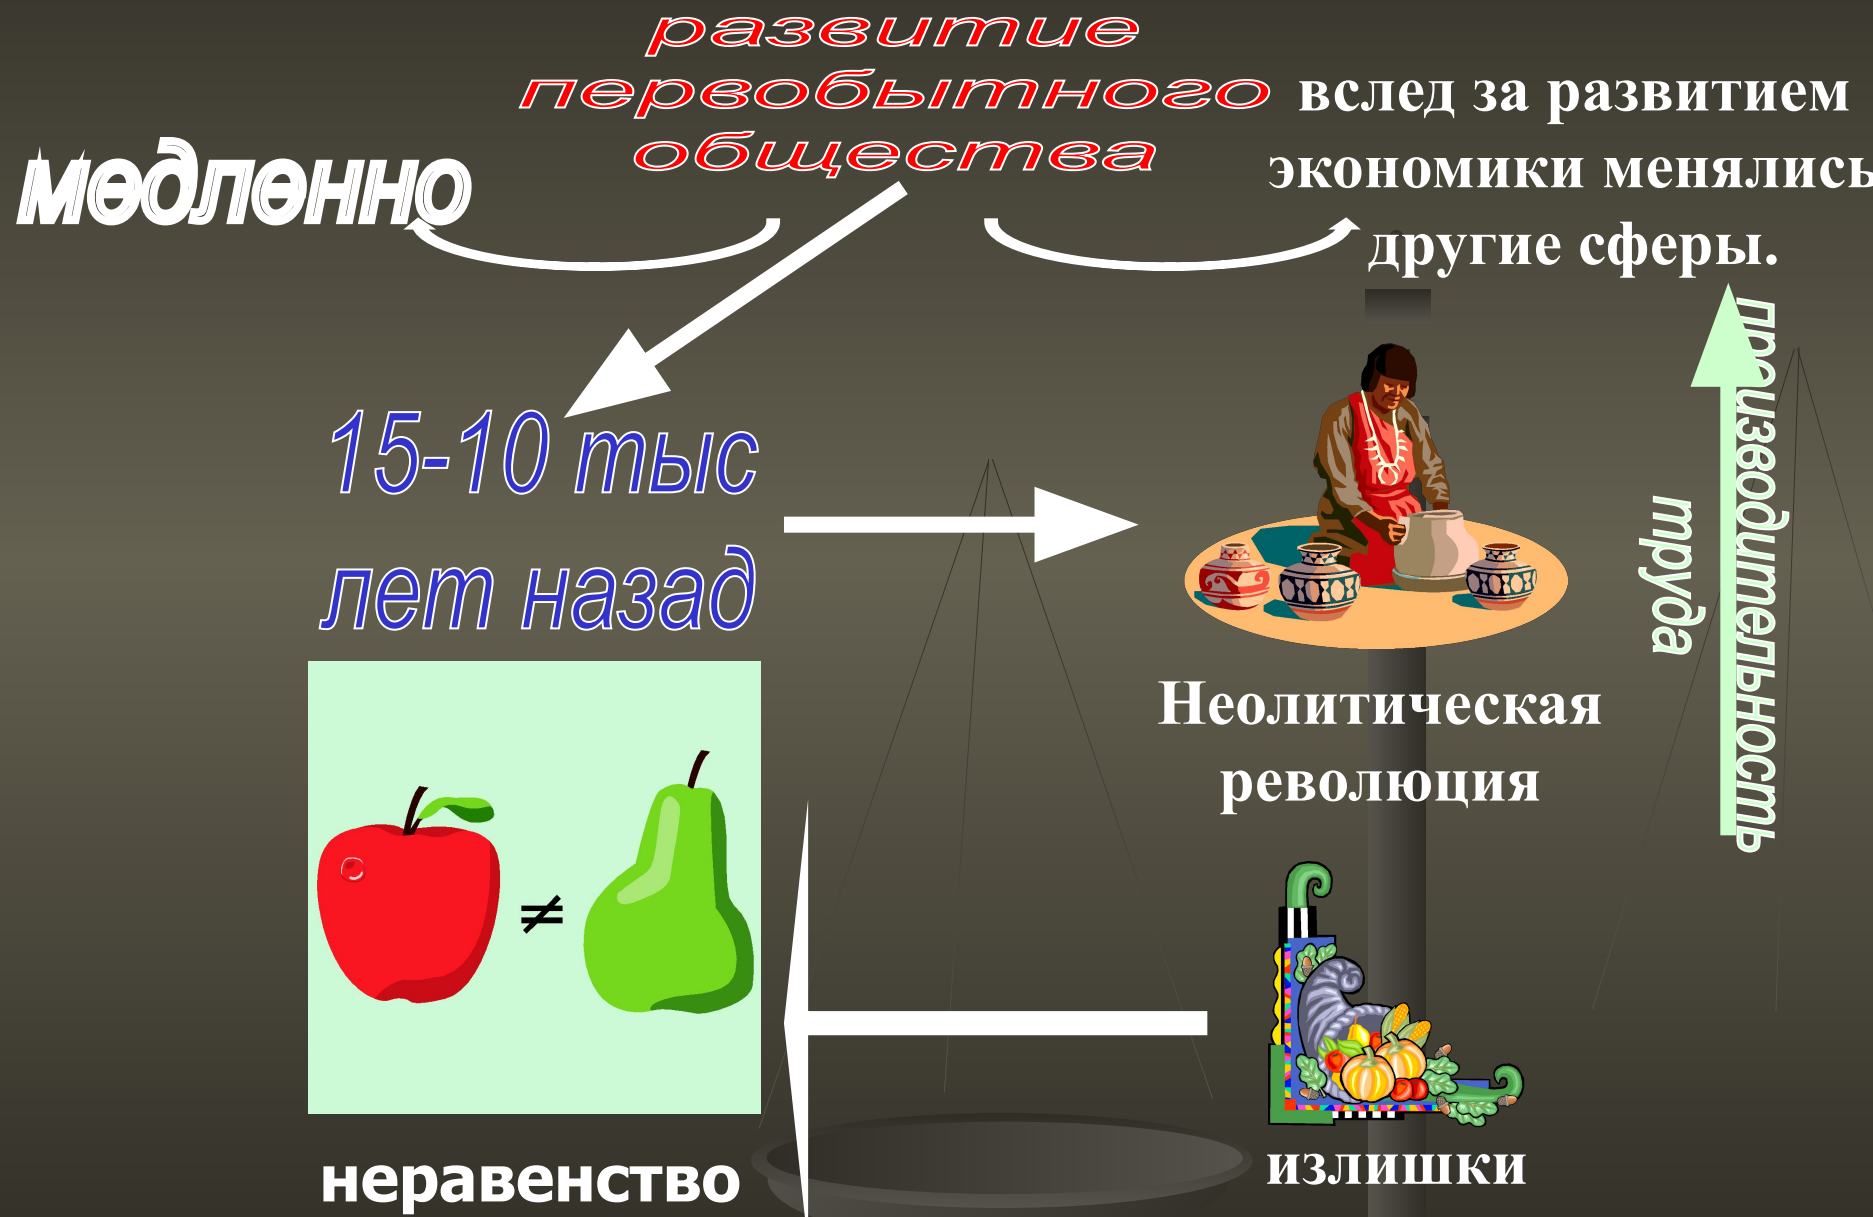 развитие
первобытного
общества
медленно
вслед за развитием
экономики менялись
другие сферы.
15-10 тыс
лет назад
производительность
труда
Неолитическая
революция
≠
неравенство
излишки